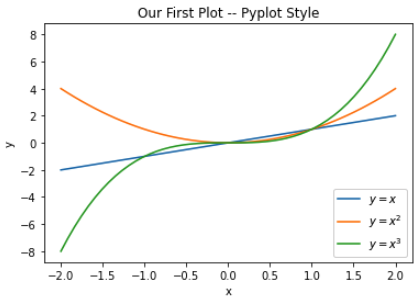 Our First Plot -- Pyplot Style
8
6
4
2
0
−2
−4
−6
−8
y
−2.0 −1.5 −1.0 −0.5 0.0 0.5 1.0 1.5 2.0
x
y = x
y = x²
y = x³